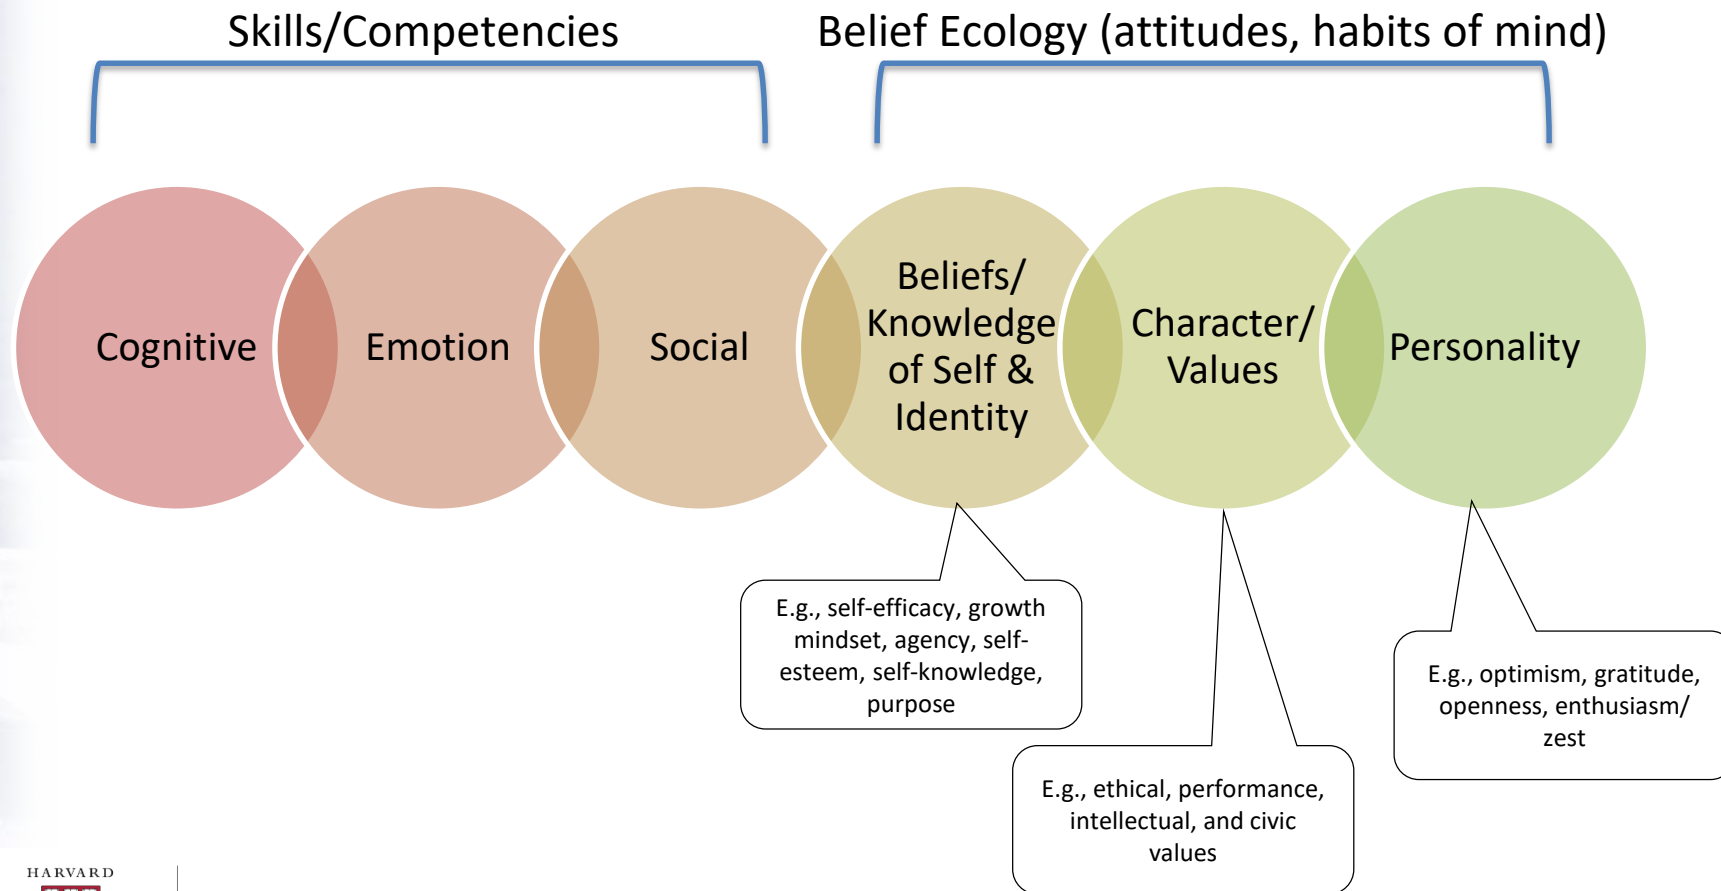 Skills/Competencies
Belief Ecology (attitudes, habits of mind)
Cognitive
Emotion
Social
Beliefs/
Knowledge
of Self &
Identity
Character/
Values
Personality
E.g., self-efficacy, growth
mindset, agency, self-
esteem, self-knowledge,
purpose
E.g., ethical, performance,
intellectual, and civic
values
E.g., optimism, gratitude,
openness, enthusiasm/
zest
HARVARD